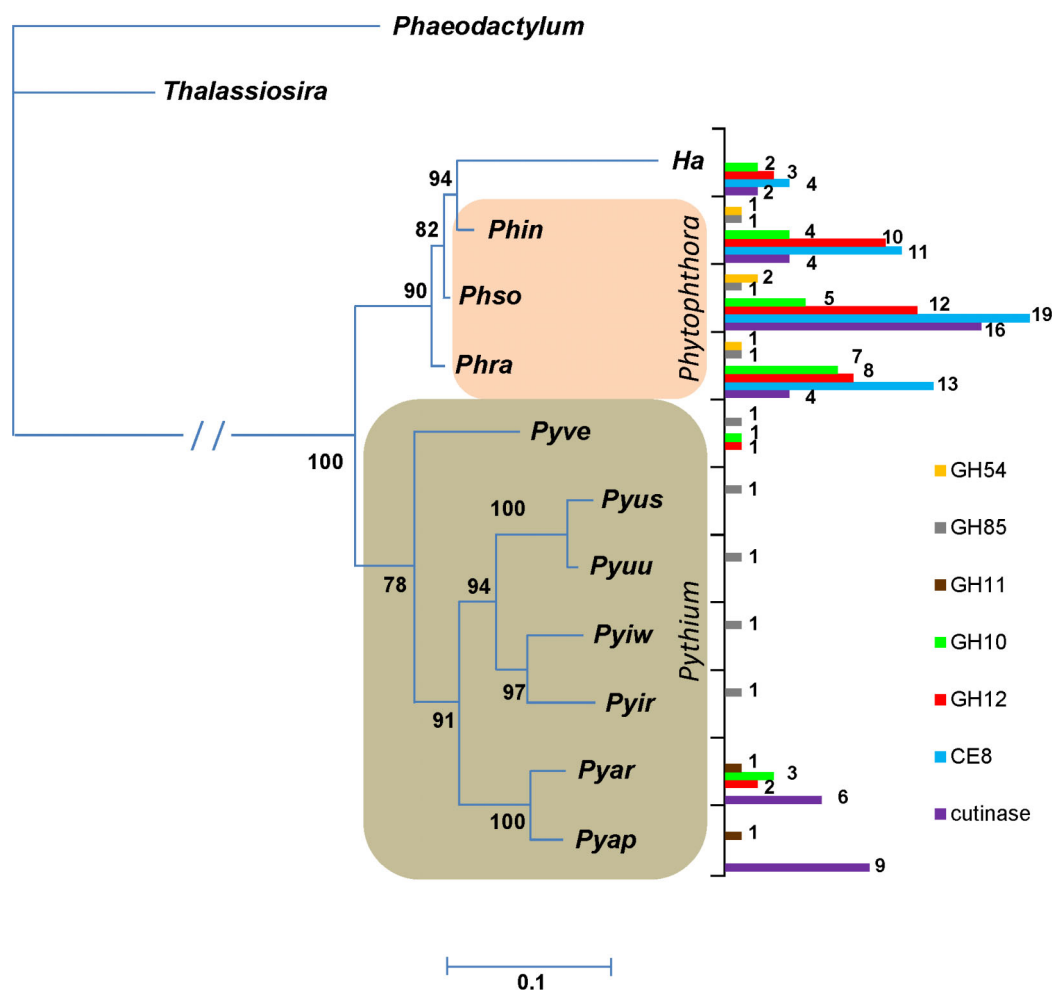 Phaeodactylum
Thalassiosira
Ha
2
3
4
2
94
Phin
1
1
4
10
11
4
82
Phso
2
1
5
12
19
16
90
Phra
1
1
7
8
13
4
Phytophthora
100
Pyve
1
1
1
78
Pyus
1
100
Pyuu
1
94
Pyiw
1
97
Pyir
1
91
Pyar
1
3
2
6
100
Pyap
1
9
Pythium
GH54
GH85
GH11
GH10
GH12
CE8
cutinase
0.1